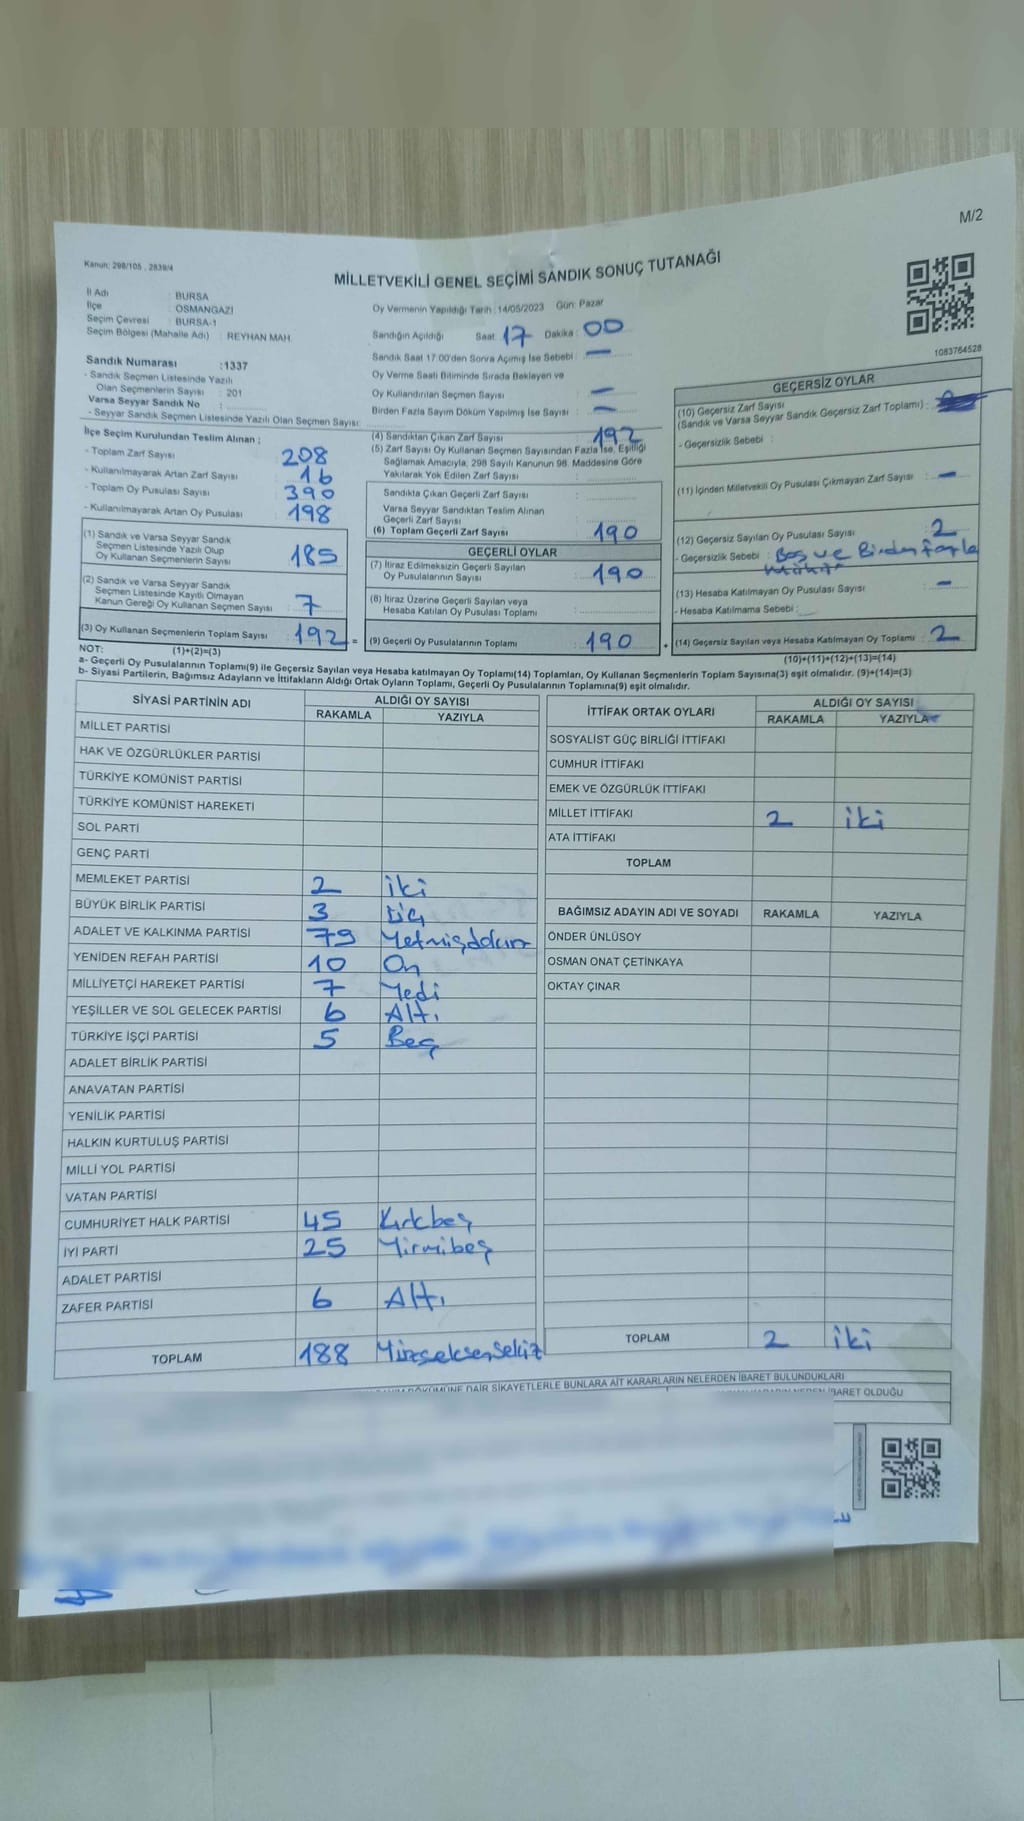 M/2
Kanun: 298/105 , 2839/4
MİLLETVEKİLİ GENEL SEÇİMİ SANDIK SONUÇ TUTANAĞI
İl Adı : BURSA
İlçe : OSMANGAZİ
Seçim Çevresi : BURSA-1
Seçim Bölgesi (Mahalle Adı) : REYHAN MAH.
Oy Vermenin Yapıldığı Tarih :14/05/2023 Gün: Pazar
Sandığın Açıldığı Saat 17 Dakika : 00
Sandık Saat 17:00'den Sonra Açmış İse Sebebi : —
Oy Verme Saati Bitiminde Sırada Bekleyen ve
Oy Kullandırılan Seçmen Sayısı : —
Birden Fazla Sayım Döküm Yapılmış İse Sayısı : —
1083764528
Sandık Numarası :1337
- Sandık Seçmen Listesinde Yazılı
Olan Seçmenlerin Sayısı : 201
Varsa Seyyar Sandık No :
- Seyyar Sandık Seçmen Listesinde Yazılı Olan Seçmen Sayısı:
İlçe Seçim Kurulundan Teslim Alınan ;
- Toplam Zarf Sayısı : 208
- Kullanılmayarak Artan Zarf Sayısı : 16
- Toplam Oy Pusulası Sayısı : 390
- Kullanılmayarak Artan Oy Pusulası : 198
(4) Sandıktan Çıkan Zarf Sayısı : 192
(5) Zarf Sayısı Oy Kullanan Seçmen Sayısından Fazla İse, Eşitliği
Sağlamak Amacıyla, 298 Sayılı Kanunun 98. Maddesine Göre
Yakılarak Yok Edilen Zarf Sayısı :
Sandıkta Çıkan Geçerli Zarf Sayısı :
Varsa Seyyar Sandıktan Teslim Alınan
Geçerli Zarf Sayısı :
(6) Toplam Geçerli Zarf Sayısı : 190
GEÇERSİZ OYLAR
(10) Geçersiz Zarf Sayısı
(Sandık ve Varsa Seyyar Sandık Geçersiz Zarf Toplamı) :
- Geçersizlik Sebebi :
(11) İçinden Milletvekili Oy Pusulası Çıkmayan Zarf Sayısı : —
(12) Geçersiz Sayılan Oy Pusulası Sayısı : 2
- Geçersizlik Sebebi : Boş ve Birden Fazla
(13) Hesaba Katılmayan Oy Pusulası Sayısı : —
- Hesaba Katılmama Sebebi :
(14) Geçersiz Sayılan veya Hesaba Katılmayan Oy Toplamı : 2
(10)+(11)+(12)+(13)=(14)
(1) Sandık ve Varsa Seyyar Sandık
Seçmen Listesinde Yazılı Olup
Oy Kullanan Seçmenlerin Sayısı : 185
(2) Sandık ve Varsa Seyyar Sandık
Seçmen Listesinde Kayıtlı Olmayan
Kanun Gereği Oy Kullanan Seçmen Sayısı : 7
(3) Oy Kullanan Seçmenlerin Toplam Sayısı : 192 =
GEÇERLİ OYLAR
(7) İtiraz Edilmeksizin Geçerli Sayılan
Oy Pusulalarının Sayısı : 190
(8) İtiraz Üzerine Geçerli Sayılan veya
Hesaba Katılan Oy Pusulası Toplamı :
(9) Geçerli Oy Pusulalarının Toplamı : 190 +
NOT: (1)+(2)=(3)
a- Geçerli Oy Pusulalarının Toplamı(9) ile Geçersiz Sayılan veya Hesaba katılmayan Oy Toplamı(14) Toplamları, Oy Kullanan Seçmenlerin Toplam Sayısına(3) eşit olmalıdır. (9)+(14)=(3)
b- Siyasi Partilerin, Bağımsız Adayların ve İttifakların Aldığı Ortak Oyların Toplamı, Geçerli Oy Pusulalarının Toplamına(9) eşit olmalıdır.
SİYASİ PARTİNİN ADI ALDIĞI OY SAYISI
RAKAMLA YAZIYLA
MİLLET PARTİSİ
HAK VE ÖZGÜRLÜKLER PARTİSİ
TÜRKİYE KOMÜNİST PARTİSİ
TÜRKİYE KOMÜNİST HAREKETİ
SOL PARTİ
GENÇ PARTİ
MEMLEKET PARTİSİ 2 iki
BÜYÜK BİRLİK PARTİSİ 3 üç
ADALET VE KALKINMA PARTİSİ 79 Yetmişdokuz
YENİDEN REFAH PARTİSİ 10 On
MİLLİYETÇİ HAREKET PARTİSİ 7 Yedi
YEŞİLLER VE SOL GELECEK PARTİSİ 6 Altı
TÜRKİYE İŞÇİ PARTİSİ 5 Beş
ADALET BİRLİK PARTİSİ
ANAVATAN PARTİSİ
YENİLİK PARTİSİ
HALKIN KURTULUŞ PARTİSİ
MİLLİ YOL PARTİSİ
VATAN PARTİSİ
CUMHURİYET HALK PARTİSİ 45 Kırkbeş
İYİ PARTİ 25 Yirmibeş
ADALET PARTİSİ
ZAFER PARTİSİ 6 Altı
TOPLAM 188 Yüzseksensekiz
İTTİFAK ORTAK OYLARI ALDIĞI OY SAYISI
RAKAMLA YAZIYLA
SOSYALİST GÜÇ BİRLİĞİ İTTİFAKI
CUMHUR İTTİFAKI
EMEK VE ÖZGÜRLÜK İTTİFAKI
MİLLET İTTİFAKI 2 iki
ATA İTTİFAKI
TOPLAM
BAĞIMSIZ ADAYIN ADI VE SOYADI RAKAMLA YAZIYLA
ÖNDER ÜNLÜSOY
OSMAN ONAT ÇETİNKAYA
OKTAY ÇINAR
TOPLAM 2 iki
DÖKÜMÜNE DAİR ŞİKAYETLERLE BUNLARA AİT KARARLARIN NELERDEN İBARET BULUNDUKLARI
NEDEN İBARET OLDUĞU